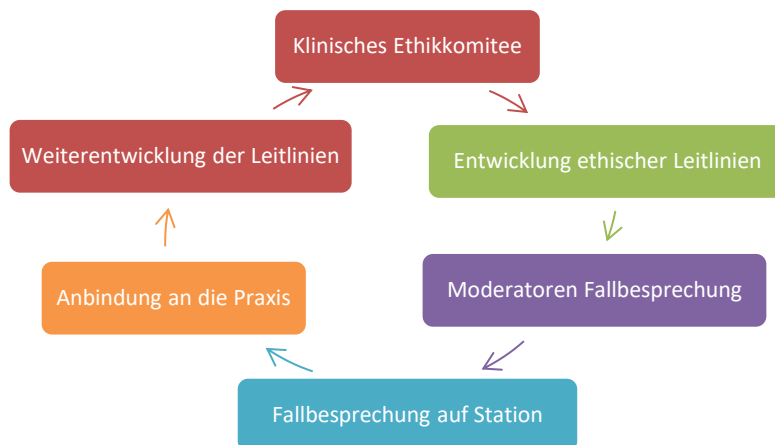 Klinisches Ethikkomitee
Entwicklung ethischer Leitlinien
Moderatoren Fallbesprechung
Fallbesprechung auf Station
Anbindung an die Praxis
Weiterentwicklung der Leitlinien